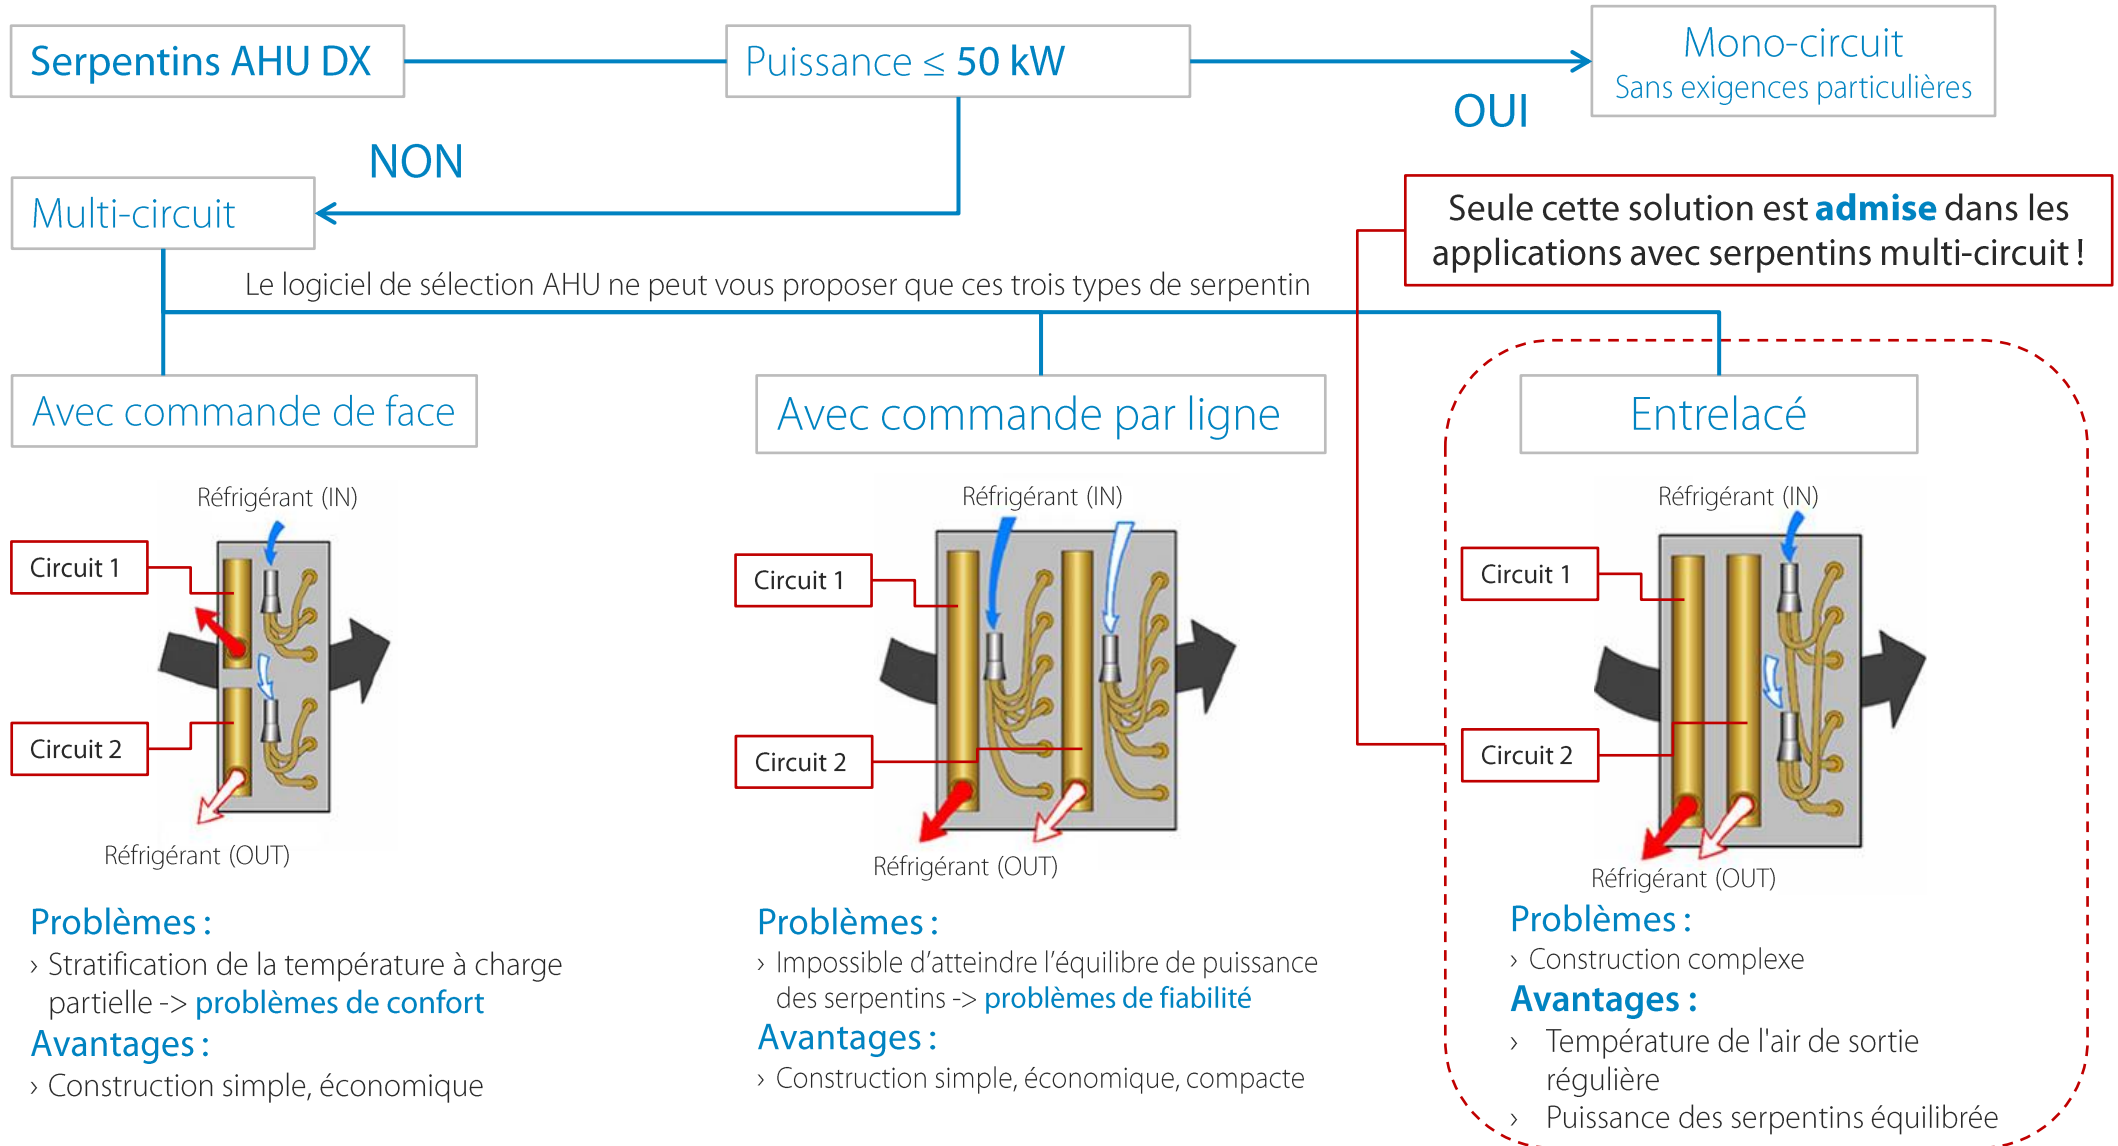 Serpentins AHU DX
Puissance ≤ 50 kW
Mono-circuit
Sans exigences particulières
OUI
NON
Multi-circuit
Seule cette solution est admise dans les
applications avec serpentins multi-circuit !
Le logiciel de sélection AHU ne peut vous proposer que ces trois types de serpentin
Avec commande de face
Réfrigérant (IN)
Circuit 1
Circuit 2
Réfrigérant (OUT)
Problèmes :
› Stratification de la température à charge
partielle -> problèmes de confort
Avantages :
› Construction simple, économique
Avec commande par ligne
Réfrigérant (IN)
Circuit 1
Circuit 2
Réfrigérant (OUT)
Problèmes :
› Impossible d’atteindre l’équilibre de puissance
des serpentins -> problèmes de fiabilité
Avantages :
› Construction simple, économique, compacte
Entrelacé
Réfrigérant (IN)
Circuit 1
Circuit 2
Réfrigérant (OUT)
Problèmes :
› Construction complexe
Avantages :
› Température de l'air de sortie
régulière
› Puissance des serpentins équilibrée